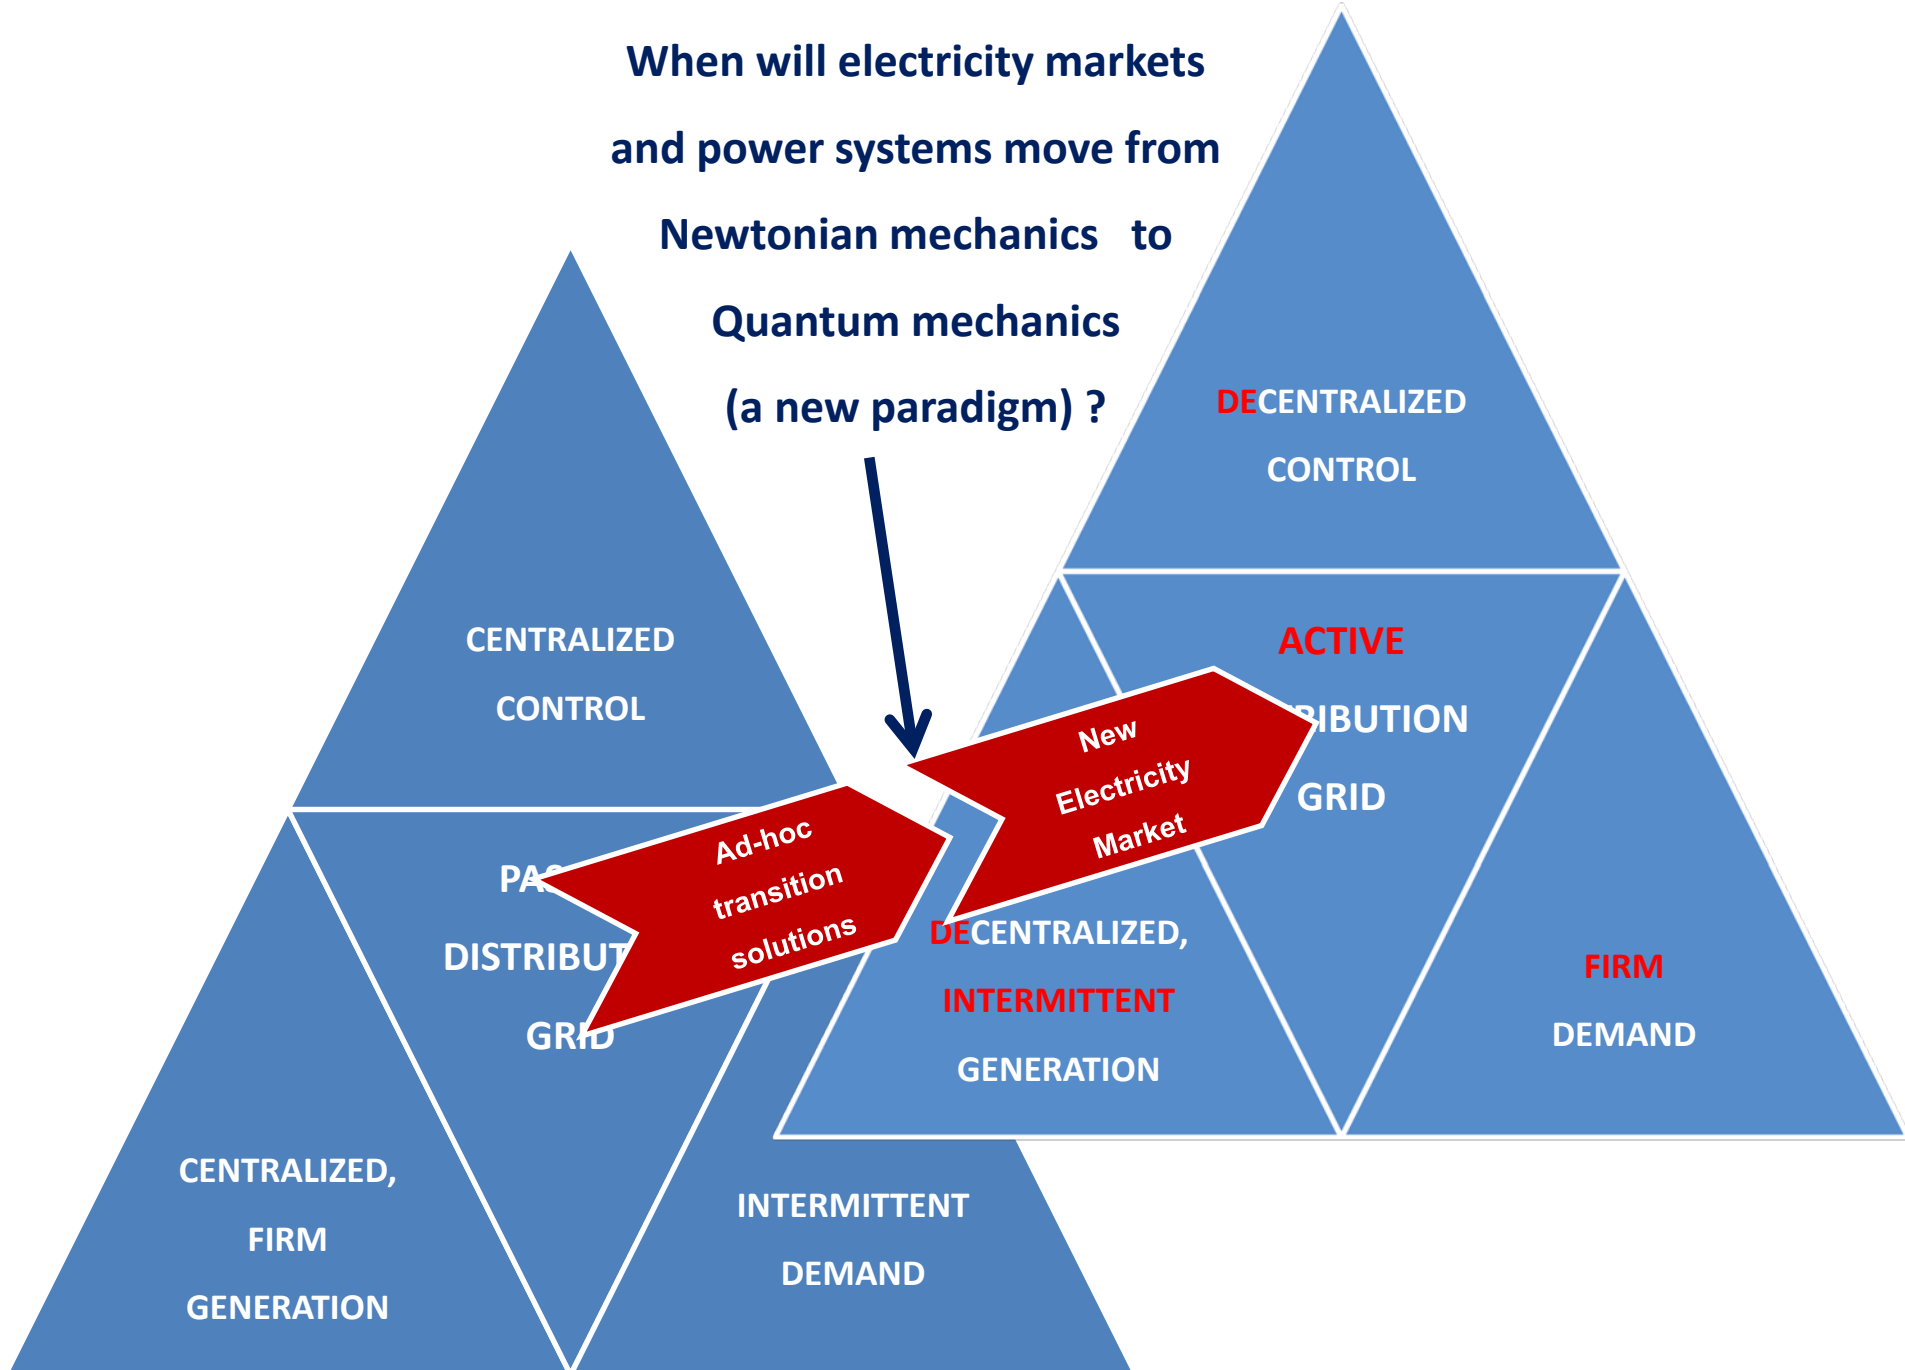 When will electricity markets
and power systems move from
Newtonian mechanics to
Quantum mechanics
(a new paradigm) ?
CENTRALIZED
CONTROL
DISTRIBUT
GRID
CENTRALIZED,
FIRM
GENERATION
INTERMITTENT
DEMAND
Ad-hoc
transition
solutions
New
Electricity
Market
DECENTRALIZED
CONTROL
ACTIVE
RIBUTION
GRID
DECENTRALIZED,
INTERMITTENT
GENERATION
FIRM
DEMAND